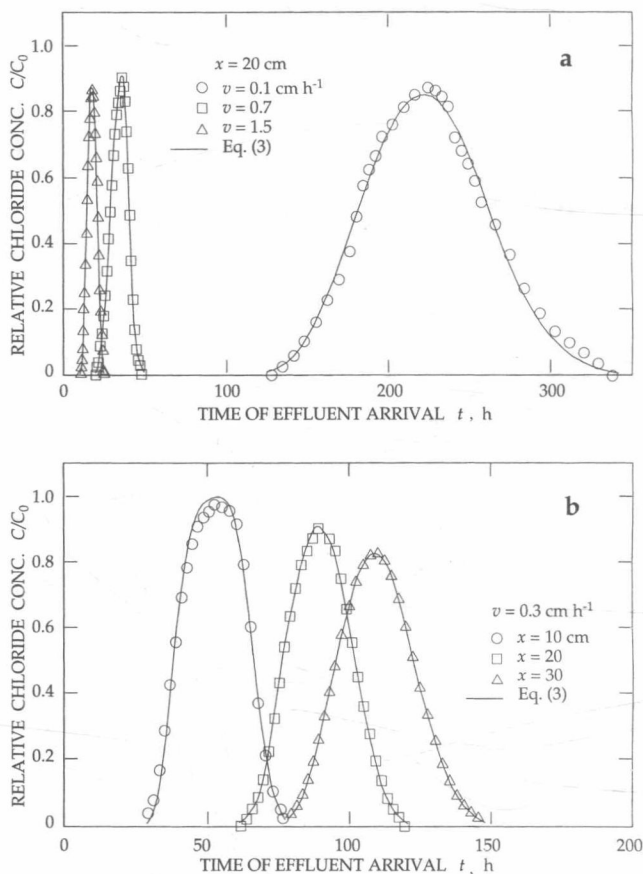 a
RELATIVE CHLORIDE CONC. C/C₀
1.0
0.8
0.6
0.4
0.2
0
x = 20 cm
v = 0.1 cm h⁻¹
v = 0.7
v = 1.5
Eq. (3)
0 100 200 300
TIME OF EFFLUENT ARRIVAL t , h
b
RELATIVE CHLORIDE CONC. C/C₀
1.0
0.8
0.6
0.4
0.2
0
v = 0.3 cm h⁻¹
x = 10 cm
x = 20
x = 30
Eq. (3)
0 50 100 150 200
TIME OF EFFLUENT ARRIVAL t , h